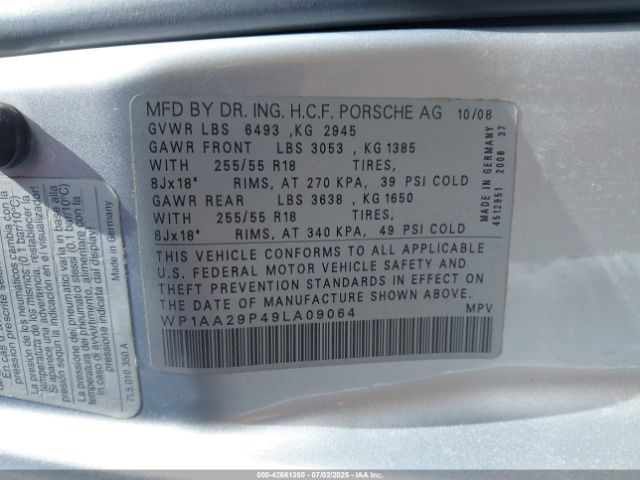 MFD BY DR. ING. H.C.F. PORSCHE AG 10/08
GVWR LBS 6493 ,KG 2945
GAWR FRONT LBS 3053 , KG 1385
WITH 255/55 R18 TIRES,
8Jx18" RIMS, AT 270 KPA, 39 PSI COLD
GAWR REAR LBS 3638 , KG 1650
WITH 255/55 R18 TIRES,
8Jx18" RIMS, AT 340 KPA, 49 PSI COLD
THIS VEHICLE CONFORMS TO ALL APPLICABLE
U.S. FEDERAL MOTOR VEHICLE SAFETY AND
THEFT PREVENTION STANDARDS IN EFFECT ON
THE DATE OF MANUFACTURE SHOWN ABOVE.
WP1AA29P49LA09064 MPV
MADE IN GERMANY
4512951 2008 37
Made in Germany
7L5.010.350.A
000-42661350 07/02/2025 IAAHOLDINGS.COM